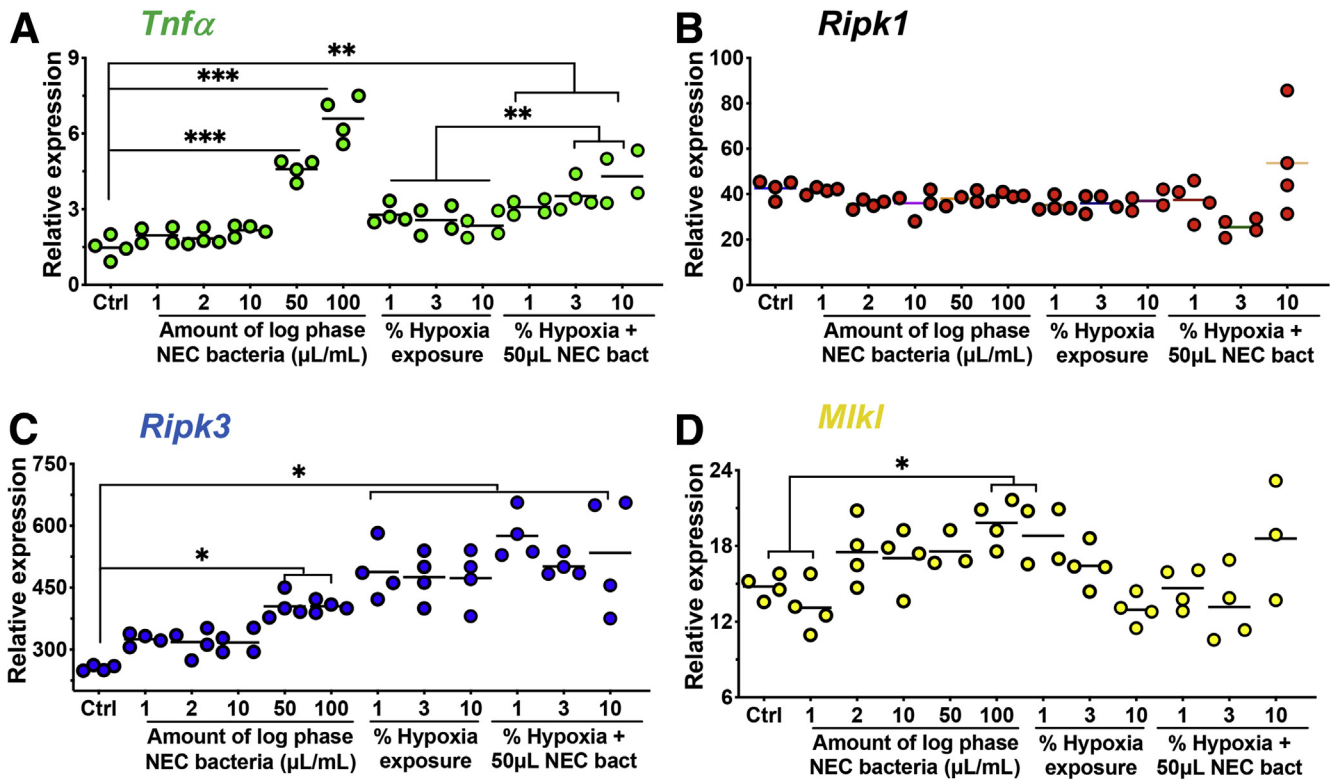 A Tnfα
Relative expression
9
6
3
0
** 
***
***
**
Ctrl 1 2 10 50 100 1 3 10 1 3 10
Amount of log phase NEC bacteria (µL/mL)
% Hypoxia exposure
% Hypoxia + 50µL NEC bact
B Ripk1
Relative expression
100
80
60
40
20
0
Ctrl 1 2 10 50 100 1 3 10 1 3 10
Amount of log phase
NEC bacteria (µL/mL)
% Hypoxia
exposure
% Hypoxia +
50µL NEC bact
C Ripk3
Relative expression
750
600
450
300
*
*
Ctrl 1 2 10 50 100 1 3 10 1 3 10
Amount of log phase
NEC bacteria (µL/mL)
% Hypoxia
exposure
% Hypoxia +
50µL NEC bact
D Mlkl
Relative expression
24
18
12
6
*
Ctrl 1 2 10 50 100 1 3 10 1 3 10
Amount of log phase
NEC bacteria (µL/mL)
% Hypoxia
exposure
% Hypoxia +
50µL NEC bact